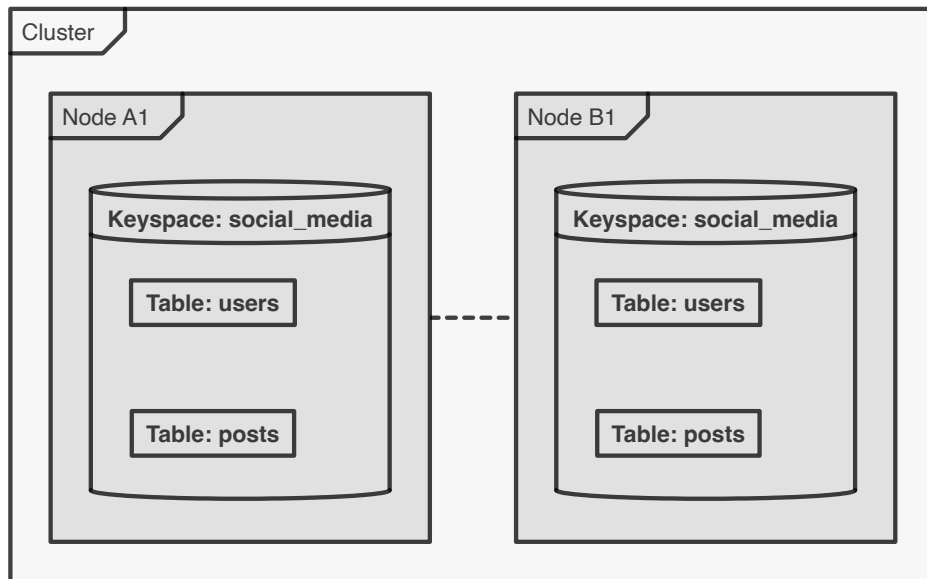 Cluster
Node A1
Keyspace: social_media
Table: users
Table: posts
Node B1
Keyspace: social_media
Table: users
Table: posts